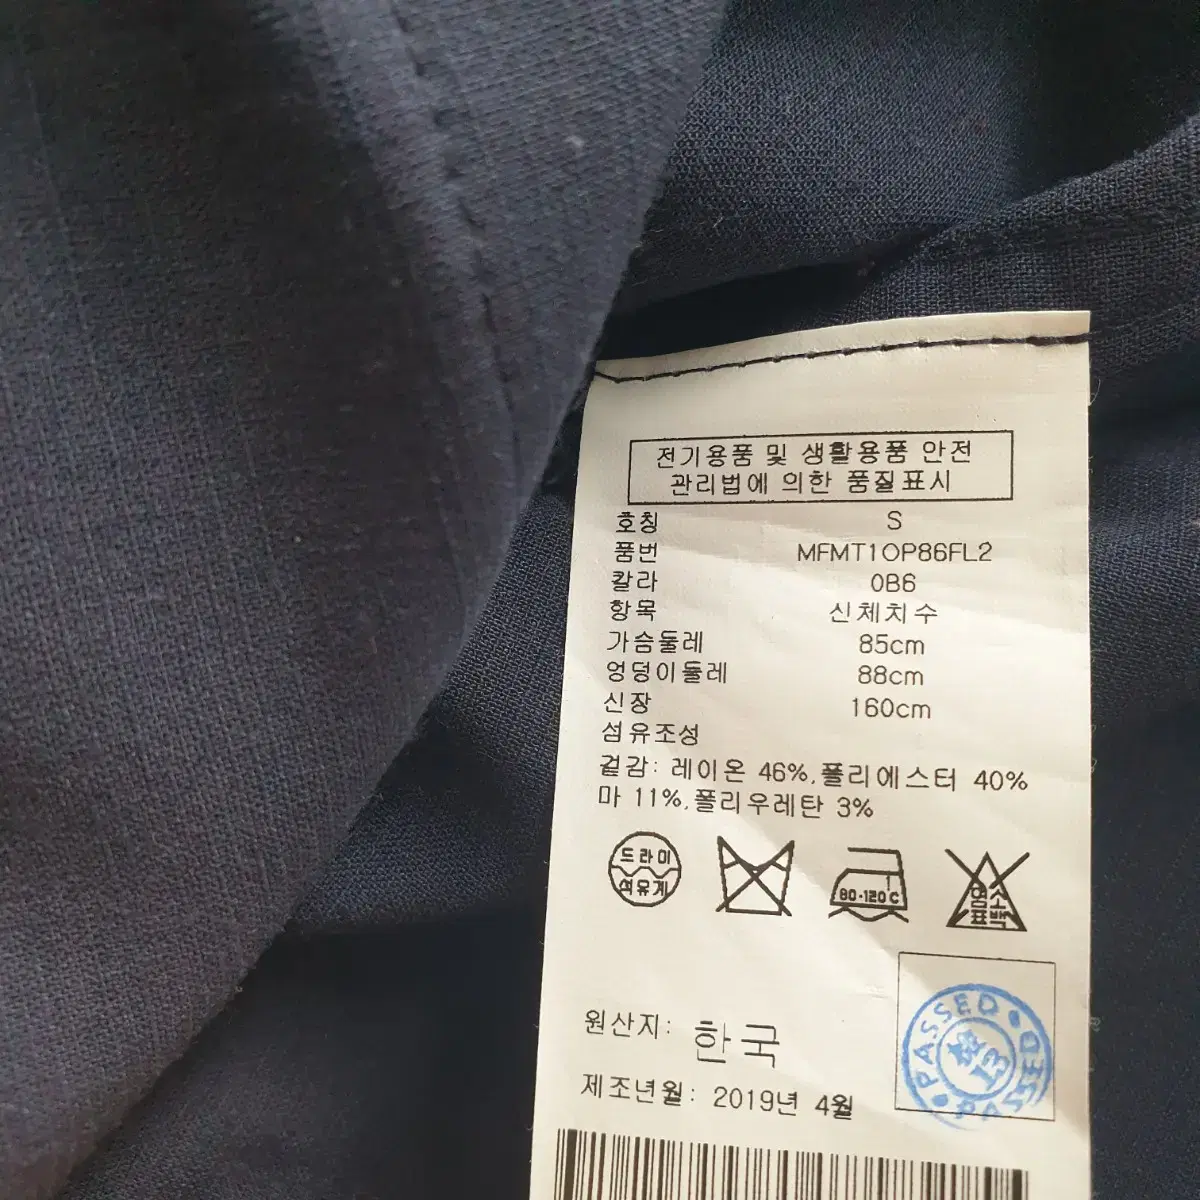 전기용품 및 생활용품 안전
관리법에 의한 품질표시
호칭 S
품번 MFMT1OP86FL2
칼라 0B6
항목 신체치수
가슴둘레 85cm
엉덩이둘레 88cm
신장 160cm
섬유조성
겉감: 레이온 46%,폴리에스터 40%
마 11%,폴리우레탄 3%
드라이
석유계
80-120℃
염소
표백
PASSED
PASSED
PASSED
13
원산지: 한국
제조년월: 2019년 4월